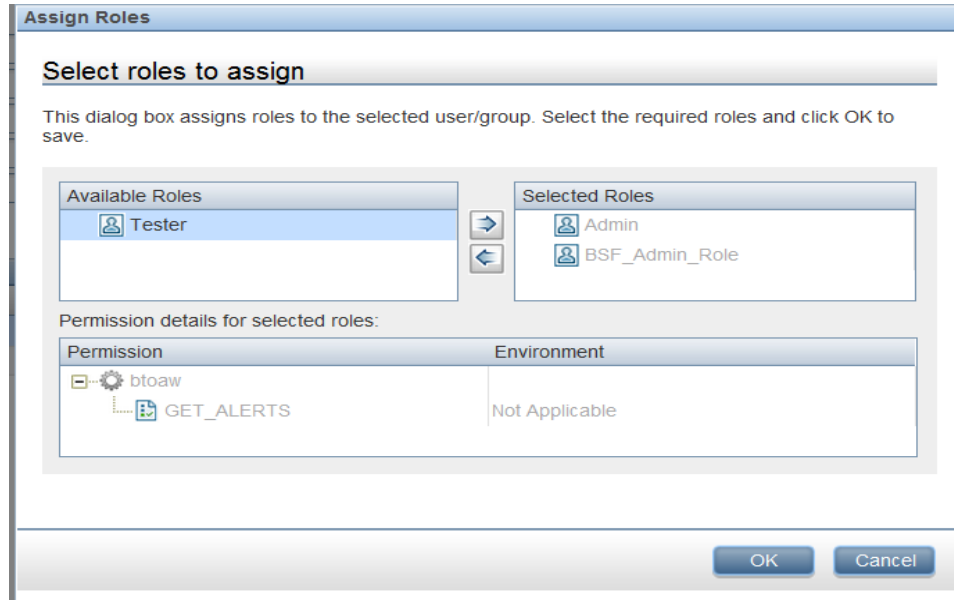 Assign Roles
Select roles to assign
This dialog box assigns roles to the selected user/group. Select the required roles and click OK to
save.
Available Roles
Selected Roles
Tester
Admin
BSF_Admin_Role
Permission details for selected roles:
Permission
Environment
btoaw
GET_ALERTS
Not Applicable
OK
Cancel